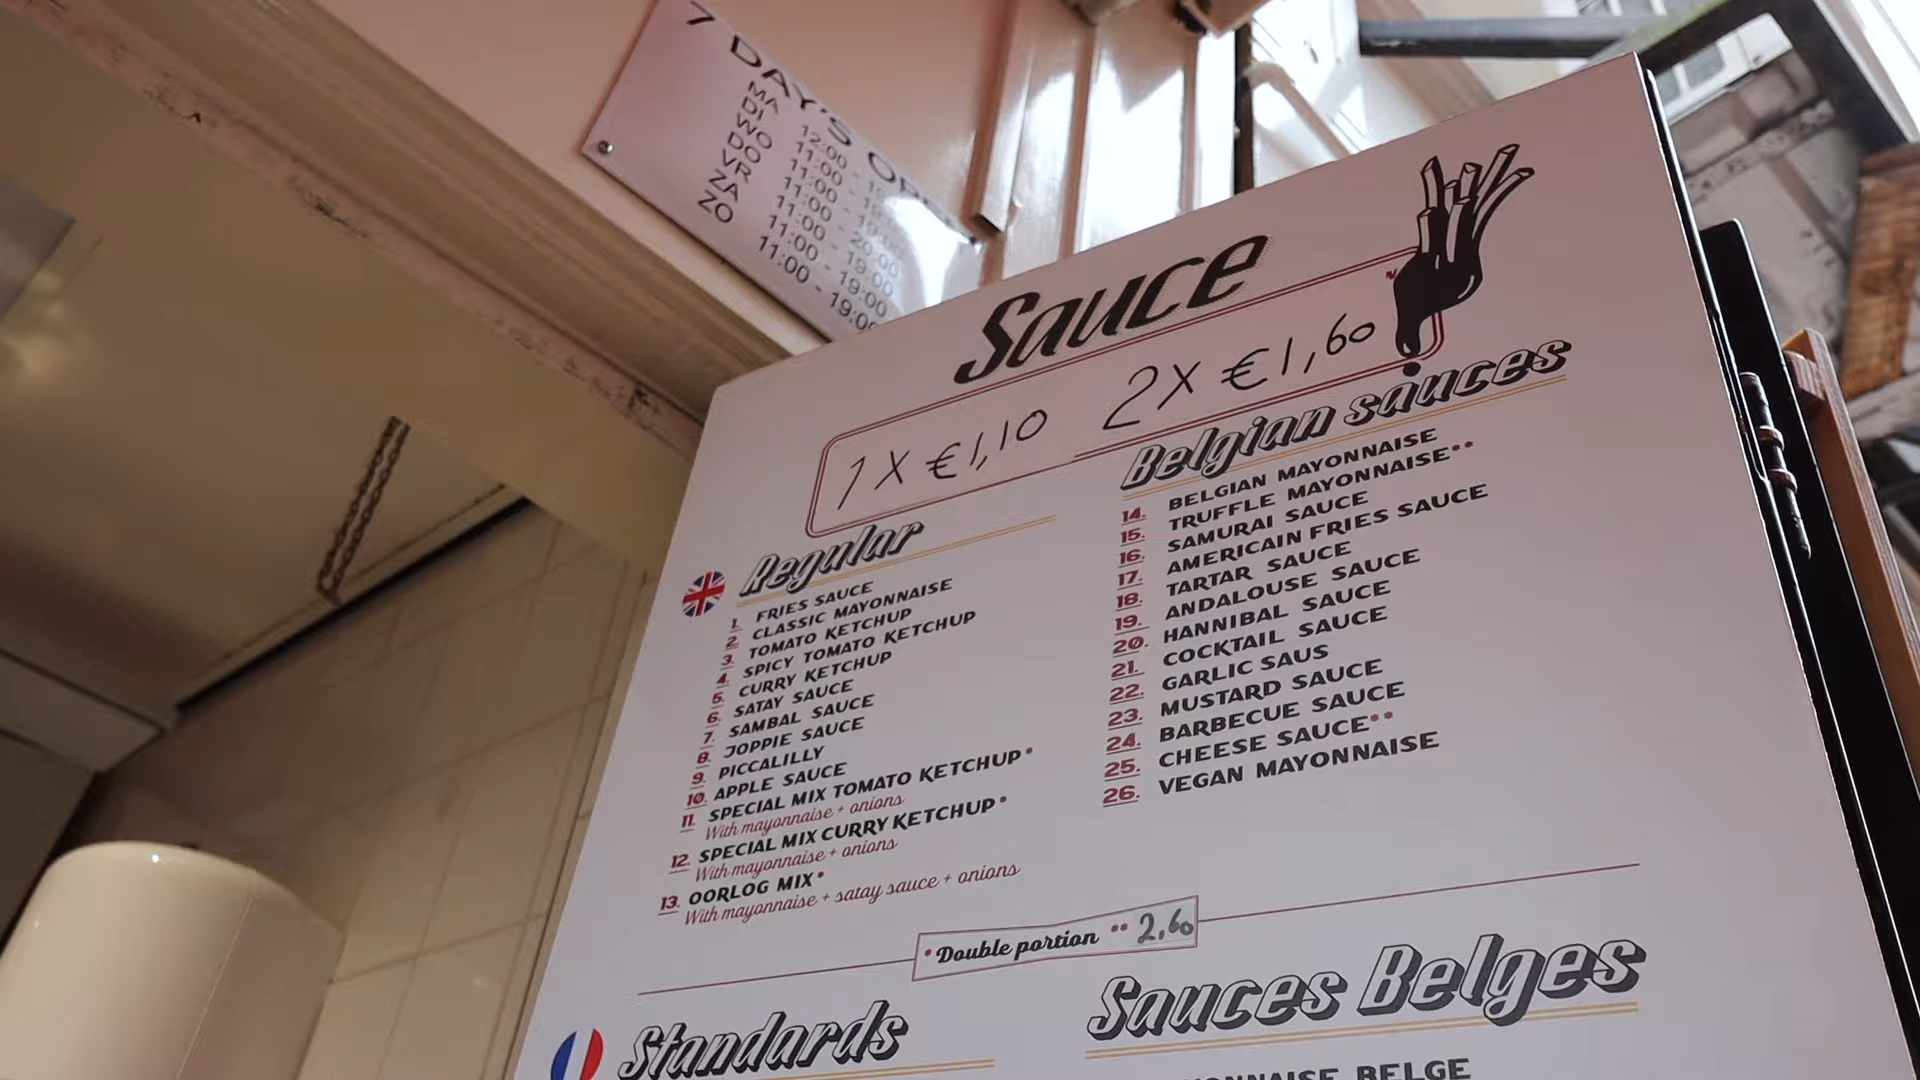 7 DAY'S OPEN
MA 12:00 -
DI 11:00 -
WO 11:00 -
DO 11:00 - 20:00
VR 11:00 - 19:00
ZA 11:00 - 19:00
ZO 11:00 - 19:00
Sauce
1 X €1,10 2X €1,60
Regular
1. FRIES SAUCE
2. CLASSIC MAYONNAISE
3. TOMATO KETCHUP
4. SPICY TOMATO KETCHUP
5. CURRY KETCHUP
6. SATAY SAUCE
7. SAMBAL SAUCE
8. JOPPIE SAUCE
9. PICCALILLY
10. APPLE SAUCE
11. SPECIAL MIX TOMATO KETCHUP*
With mayonnaise + onions
12. SPECIAL MIX CURRY KETCHUP*
With mayonnaise + onions
13. OORLOG MIX*
With mayonnaise + satay sauce + onions
Belgian sauces
14. BELGIAN MAYONNAISE
15. TRUFFLE MAYONNAISE**
16. SAMURAI SAUCE
17. AMERICAIN FRIES SAUCE
18. TARTAR SAUCE
19. ANDALOUSE SAUCE
20. HANNIBAL SAUCE
21. COCKTAIL SAUCE
22. GARLIC SAUS
23. MUSTARD SAUCE
24. BARBECUE SAUCE
25. CHEESE SAUCE**
26. VEGAN MAYONNAISE
* Double portion ** 2,60
Standards
Sauces Belges
BELGE